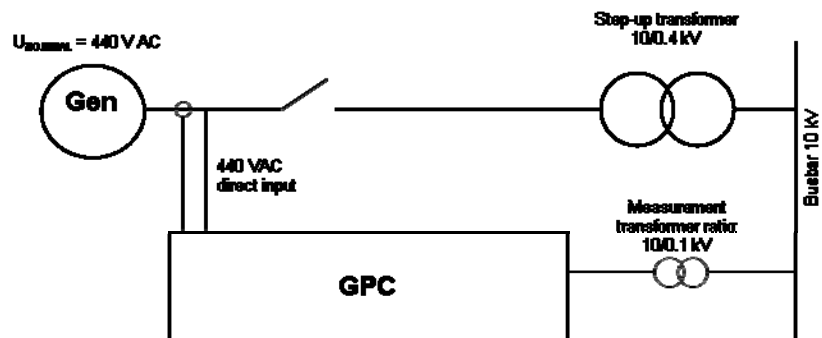 Step-up transformer
10/0.4 kV
U NOMINAL = 440 V AC
Gen
440 VAC
direct input
Busbar 10 kV
Measurement
transformer ratio:
10/0.1 kV
GPC